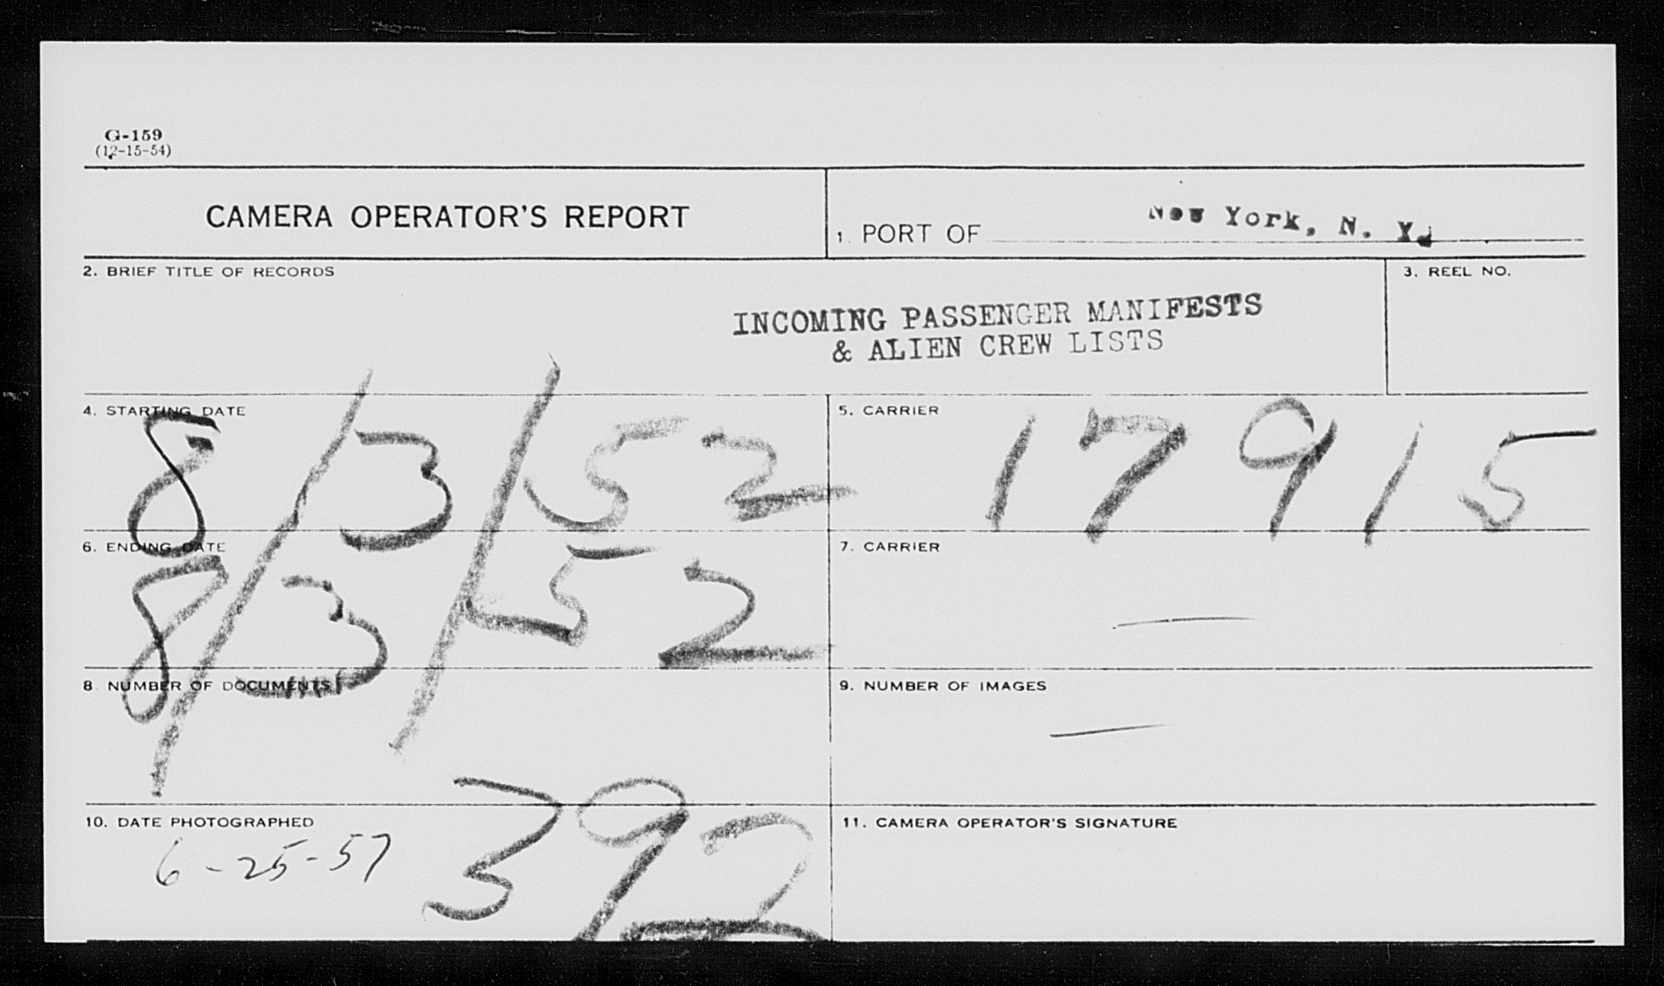 G-159
(12-15-54)
CAMERA OPERATOR'S REPORT
1. PORT OF New York, N. Y.
2. BRIEF TITLE OF RECORDS
3. REEL NO.
INCOMING PASSENGER MANIFESTS
& ALIEN CREW LISTS
4. STARTING DATE
8/3/52
5. CARRIER
17915
6. ENDING DATE
8/3/52
7. CARRIER
—
8. NUMBER OF DOCUMENTS
9. NUMBER OF IMAGES
—
10. DATE PHOTOGRAPHED
6-25-57
392
11. CAMERA OPERATOR'S SIGNATURE